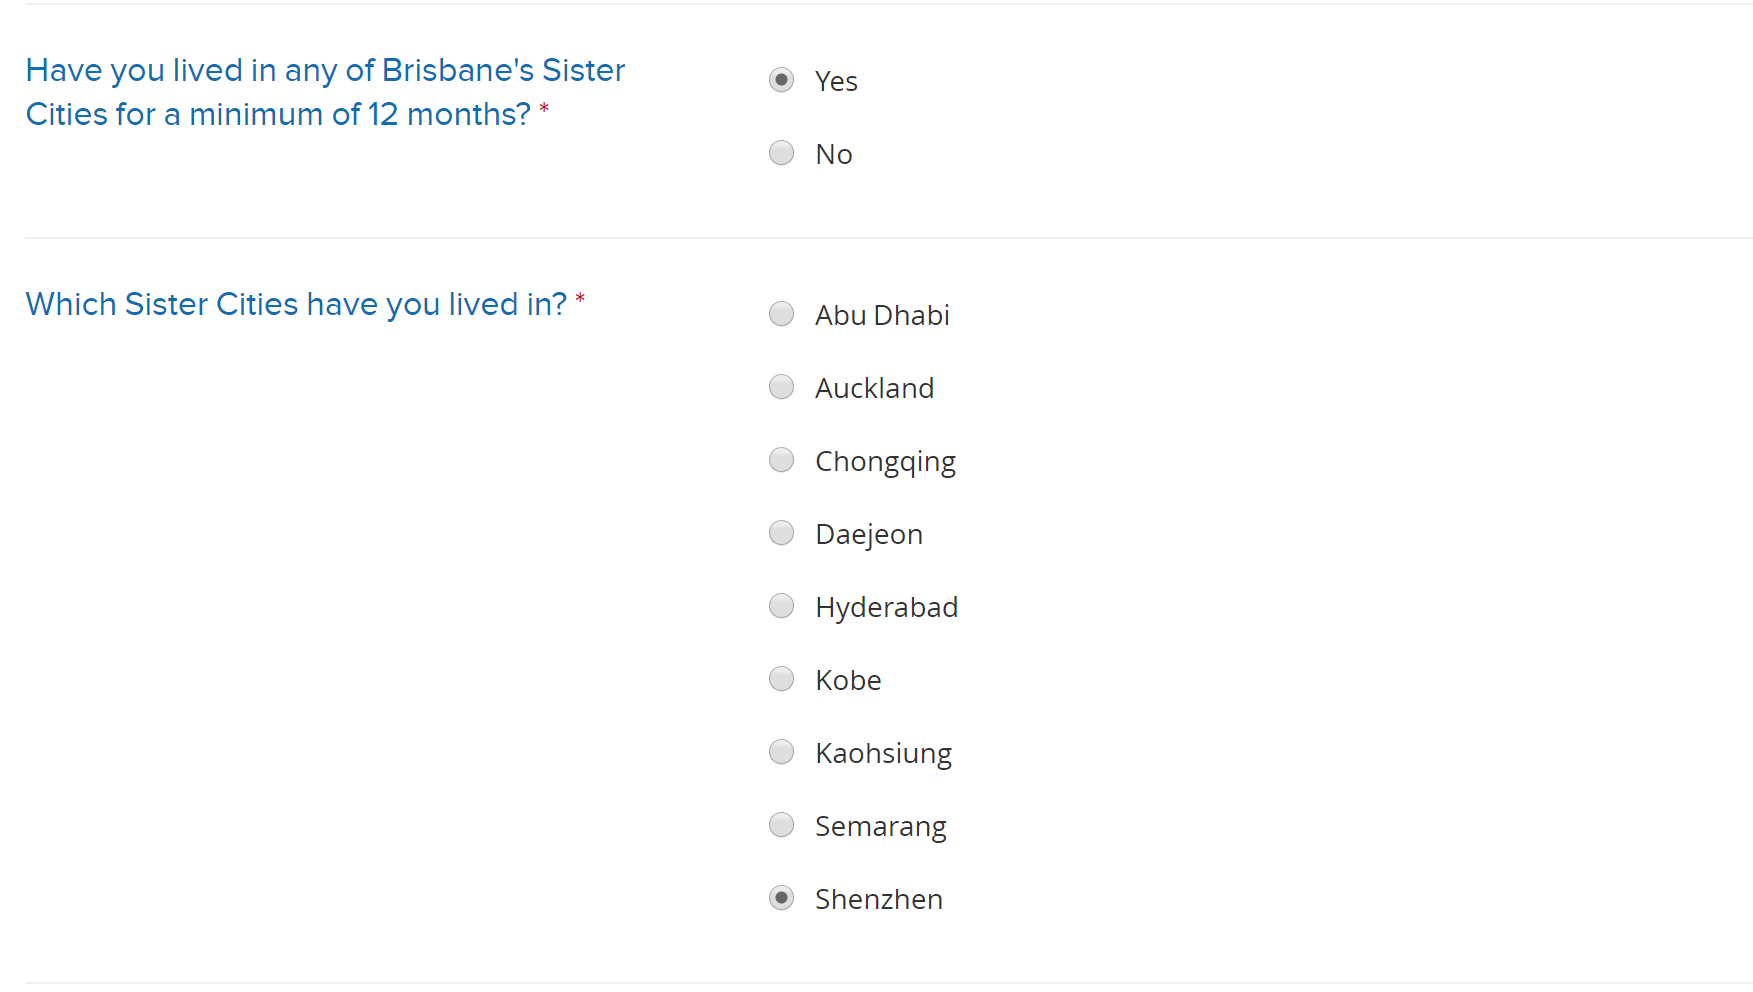 Have you lived in any of Brisbane's Sister
Cities for a minimum of 12 months? *
Yes
No
Which Sister Cities have you lived in? *
Abu Dhabi
Auckland
Chongqing
Daejeon
Hyderabad
Kobe
Kaohsiung
Semarang
Shenzhen